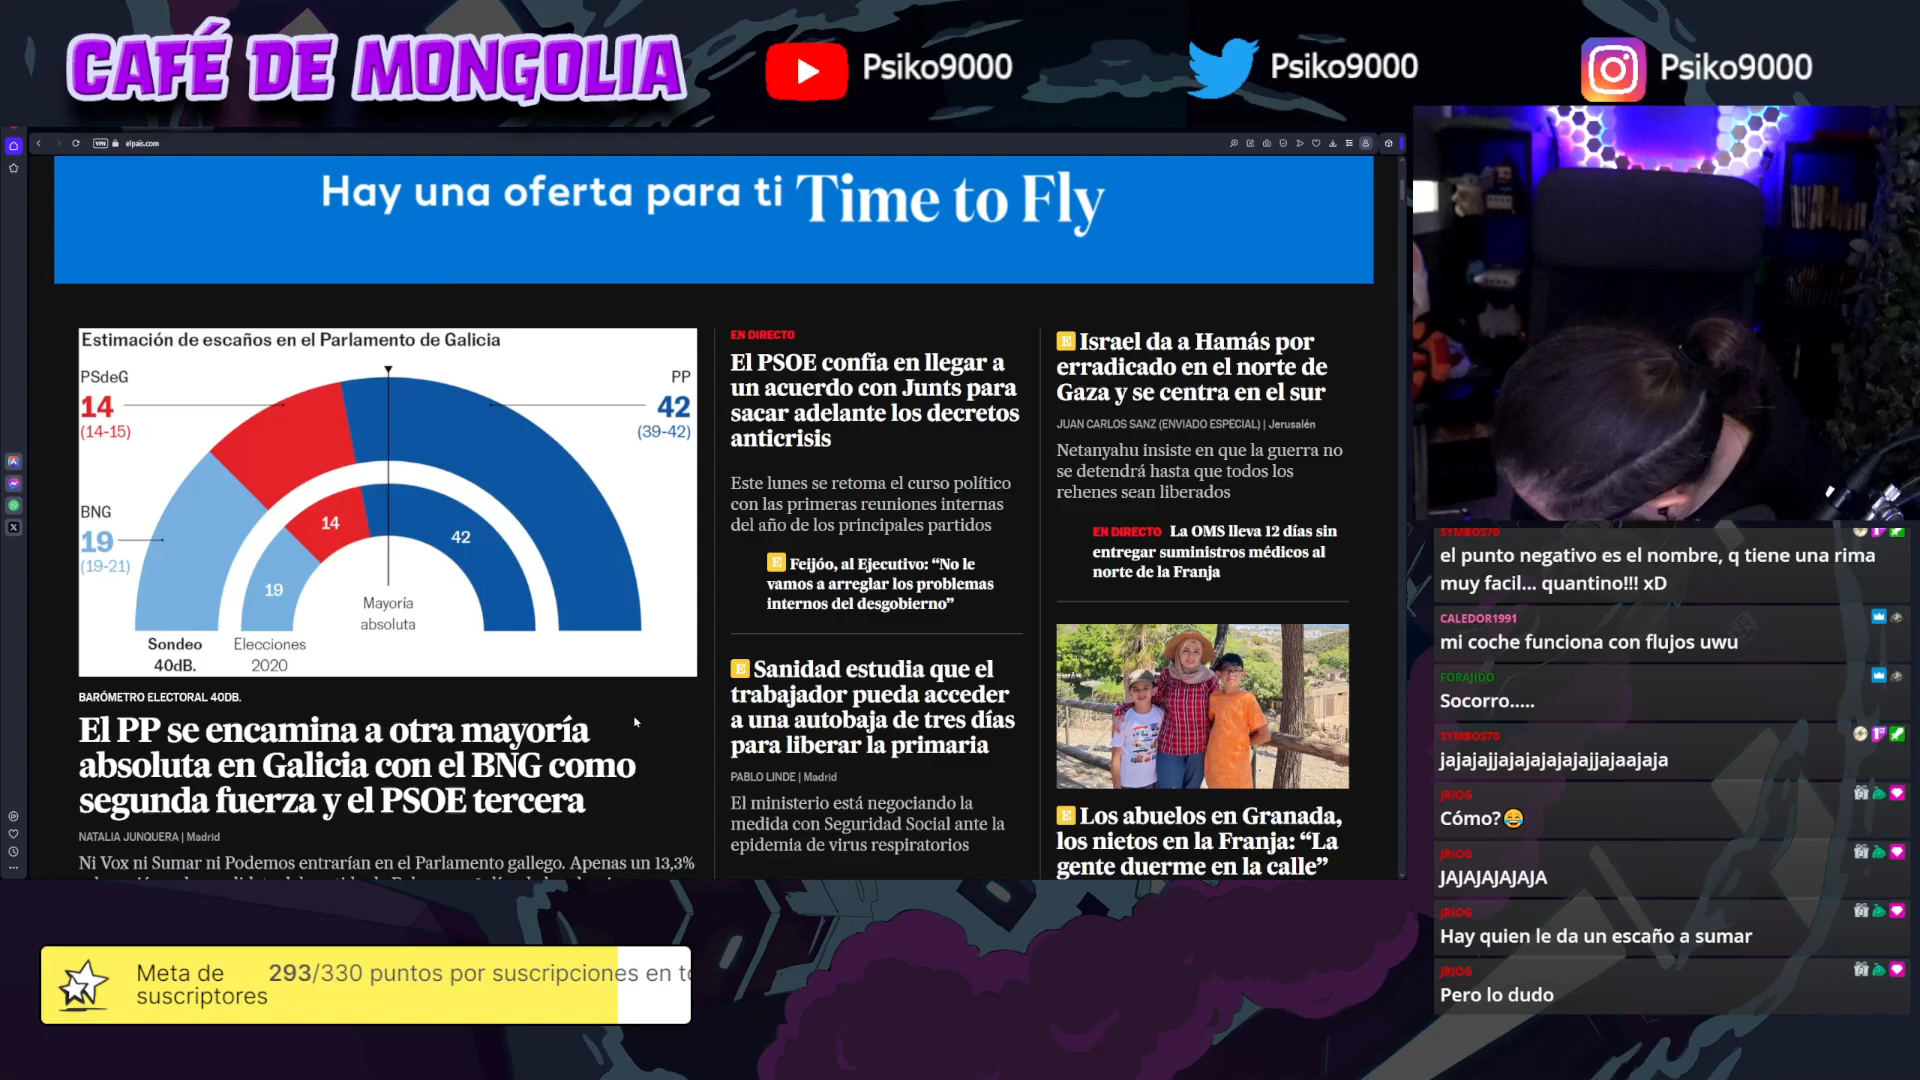 CAFÉ DE MONGOLIA
Psiko9000
Psiko9000
Psiko9000
VPN
elpais.com
Hay una oferta para ti Time to Fly
Estimación de escaños en el Parlamento de Galicia
PSdeG
14
(14-15)
PP
42
(39-42)
BNG
19
(19-21)
14
42
19
Mayoría
absoluta
Sondeo
40dB.
Elecciones
2020
BARÓMETRO ELECTORAL 40DB.
El PP se encamina a otra mayoría
absoluta en Galicia con el BNG como
segunda fuerza y el PSOE tercera
NATALIA JUNQUERA | Madrid
Ni Vox ni Sumar ni Podemos entrarían en el Parlamento gallego. Apenas un 13,3%
EN DIRECTO
El PSOE confía en llegar a
un acuerdo con Junts para
sacar adelante los decretos
anticrisis
Este lunes se retoma el curso político
con las primeras reuniones internas
del año de los principales partidos
E Feijóo, al Ejecutivo: “No le
vamos a arreglar los problemas
internos del desgobierno”
E Sanidad estudia que el
trabajador pueda acceder
a una autobaja de tres días
para liberar la primaria
PABLO LINDE | Madrid
El ministerio está negociando la
medida con Seguridad Social ante la
epidemia de virus respiratorios
E Israel da a Hamás por
erradicado en el norte de
Gaza y se centra en el sur
JUAN CARLOS SANZ (ENVIADO ESPECIAL) | Jerusalén
Netanyahu insiste en que la guerra no
se detendrá hasta que todos los
rehenes sean liberados
EN DIRECTO La OMS lleva 12 días sin
entregar suministros médicos al
norte de la Franja
E Los abuelos en Granada,
los nietos en la Franja: “La
gente duerme en la calle”
SYMBOS70
el punto negativo es el nombre, q tiene una rima
muy facil... quantino!!! xD
CALEDOR1991
mi coche funciona con flujos uwu
FORAJIDO
Socorro.....
SYMBOS70
jajajajjajajajajajajjajaajaja
JRIOG
Cómo?😂
JRIOG
JAJAJAJAJAJA
JRIOG
Hay quien le da un escaño a sumar
JRIOG
Pero lo dudo
Meta de
suscriptores
293/330 puntos por suscripciones en to